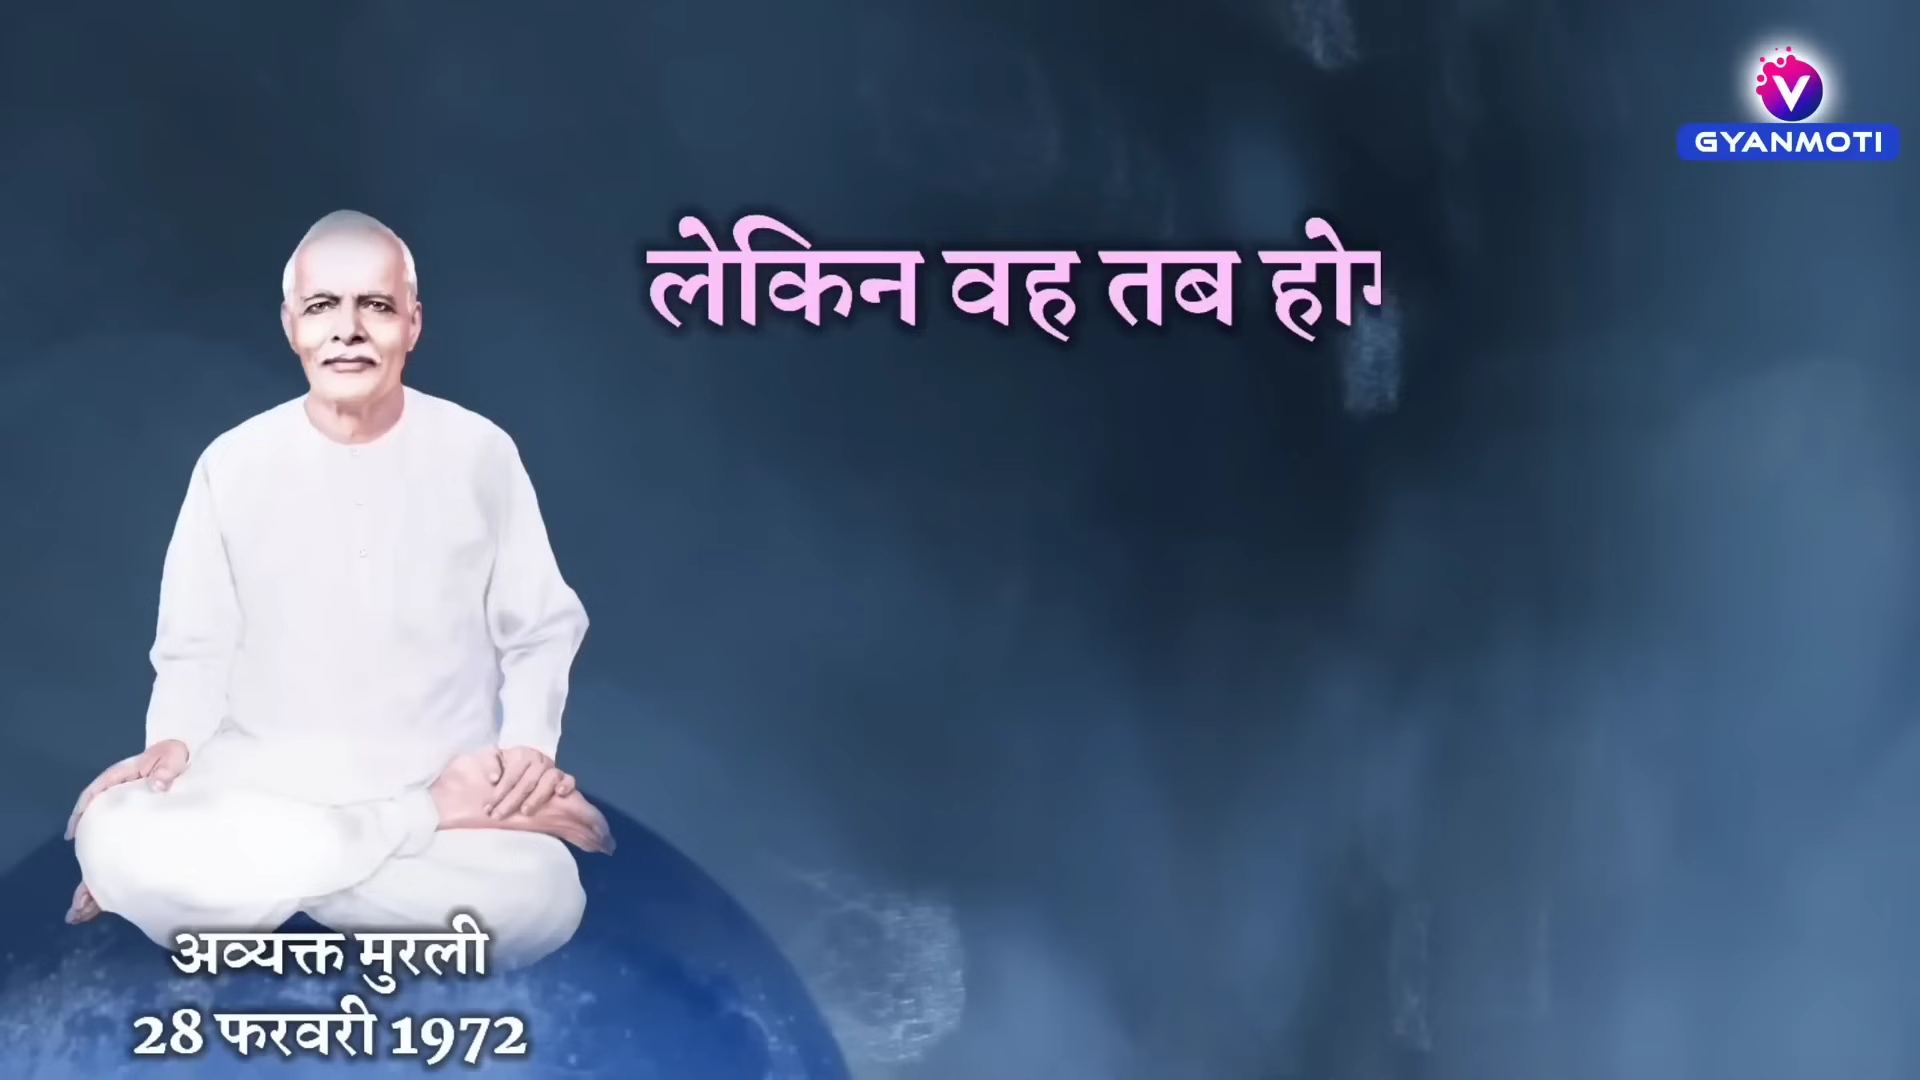 GYANMOTI
लेकिन वह तब
अव्यक्त मुरली
28 फरवरी 1972